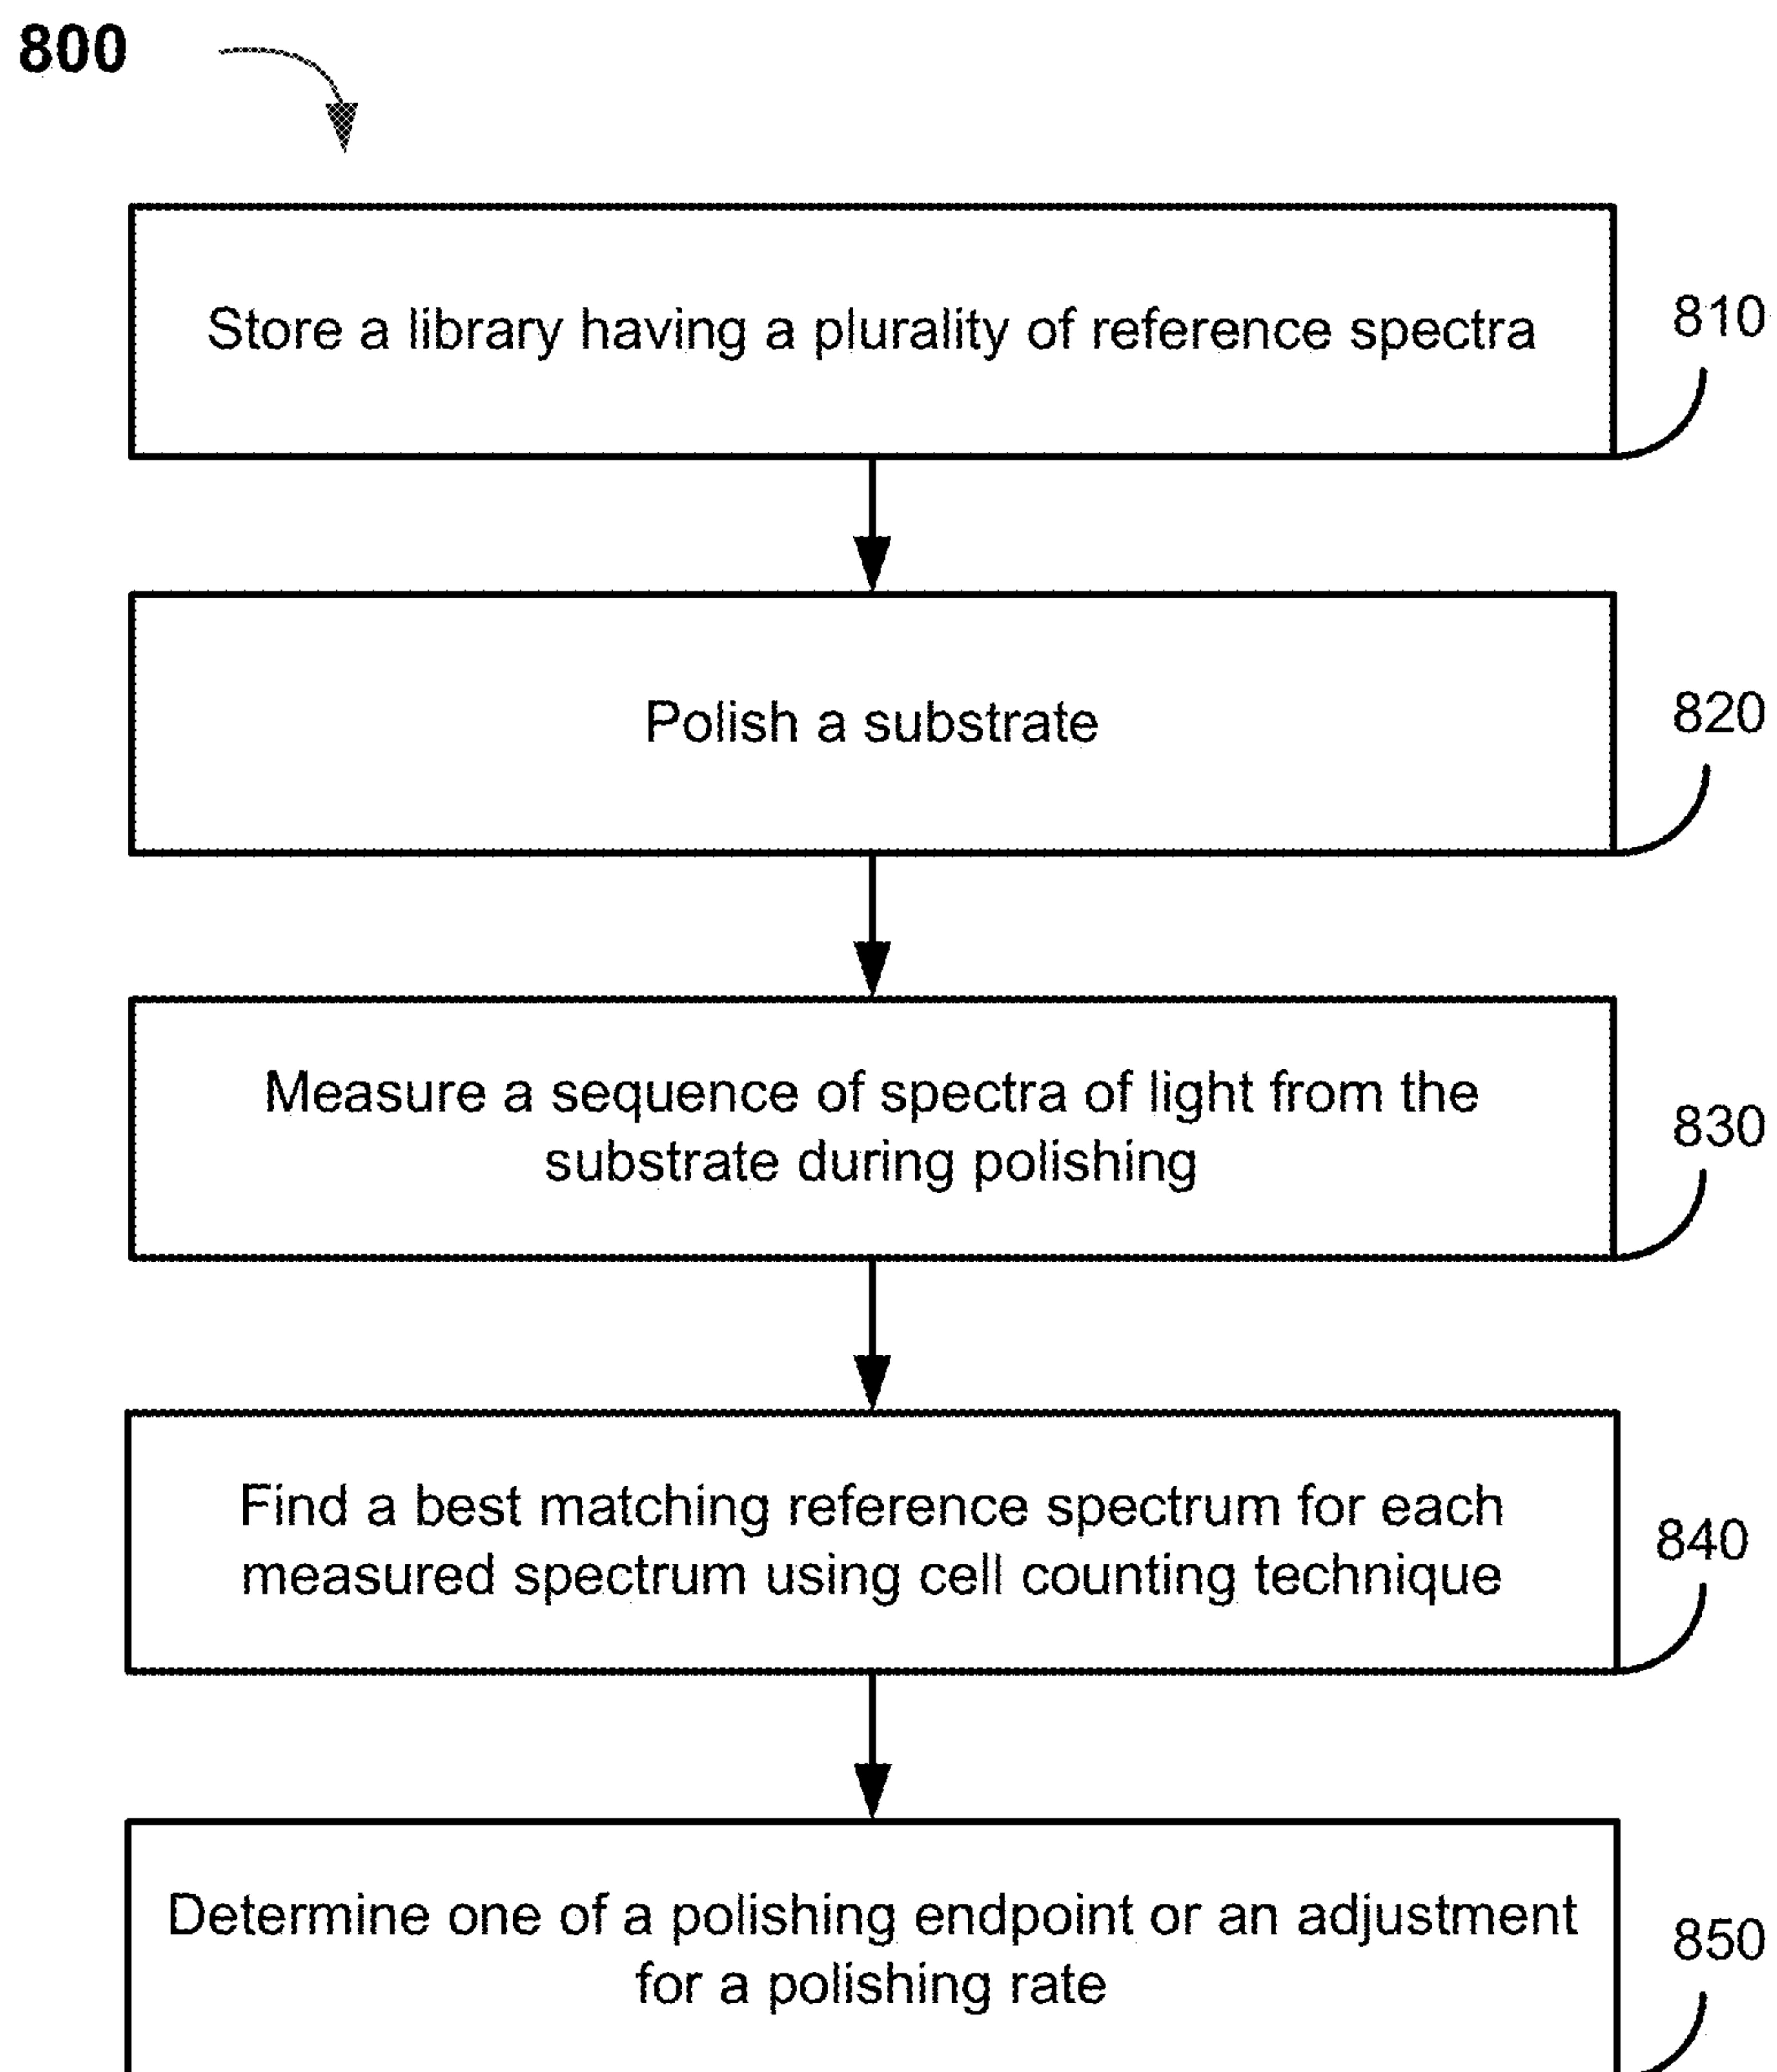 800
Store a library having a plurality of reference spectra
810
Polish a substrate
820
Measure a sequence of spectra of light from the
substrate during polishing
830
Find a best matching reference spectrum for each
measured spectrum using cell counting technique
840
Determine one of a polishing endpoint or an adjustment
for a polishing rate
850